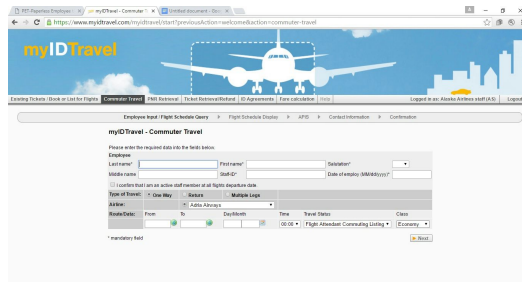 PET-Paperless Employee
myIDTravel - Commuter T
Untitled document - Goo
https://www.myidtravel.com/myidtravel/start?previousAction=welcome&action=commuter-travel
myIDTravel
Existing Tickets / Book or List for Flights Commuter Travel PNR Retrieval Ticket Retrieval/Refund ID Agreements Fare calculation Help Logged in as: Alaska Airlines staff (AS) Logout
Employee Input / Flight Schedule Query Flight Schedule Display APIS Contact Information Confirmation
myIDTravel - Commuter Travel
Please enter the required data into the fields below.
Employee
Last name* First name* Salutation*
Middle name Staff-ID* Date of employ (MM/dd/yyyy)*
I confirm that I am an active staff member at all flights departure date.
Type of Travel: One Way Return Multiple Legs
Airline: Adria Airways
Route/Date: From To Day/Month Time Travel Status Class
00:00 Flight Attendant Commuting Listing Economy
* mandatory field Next